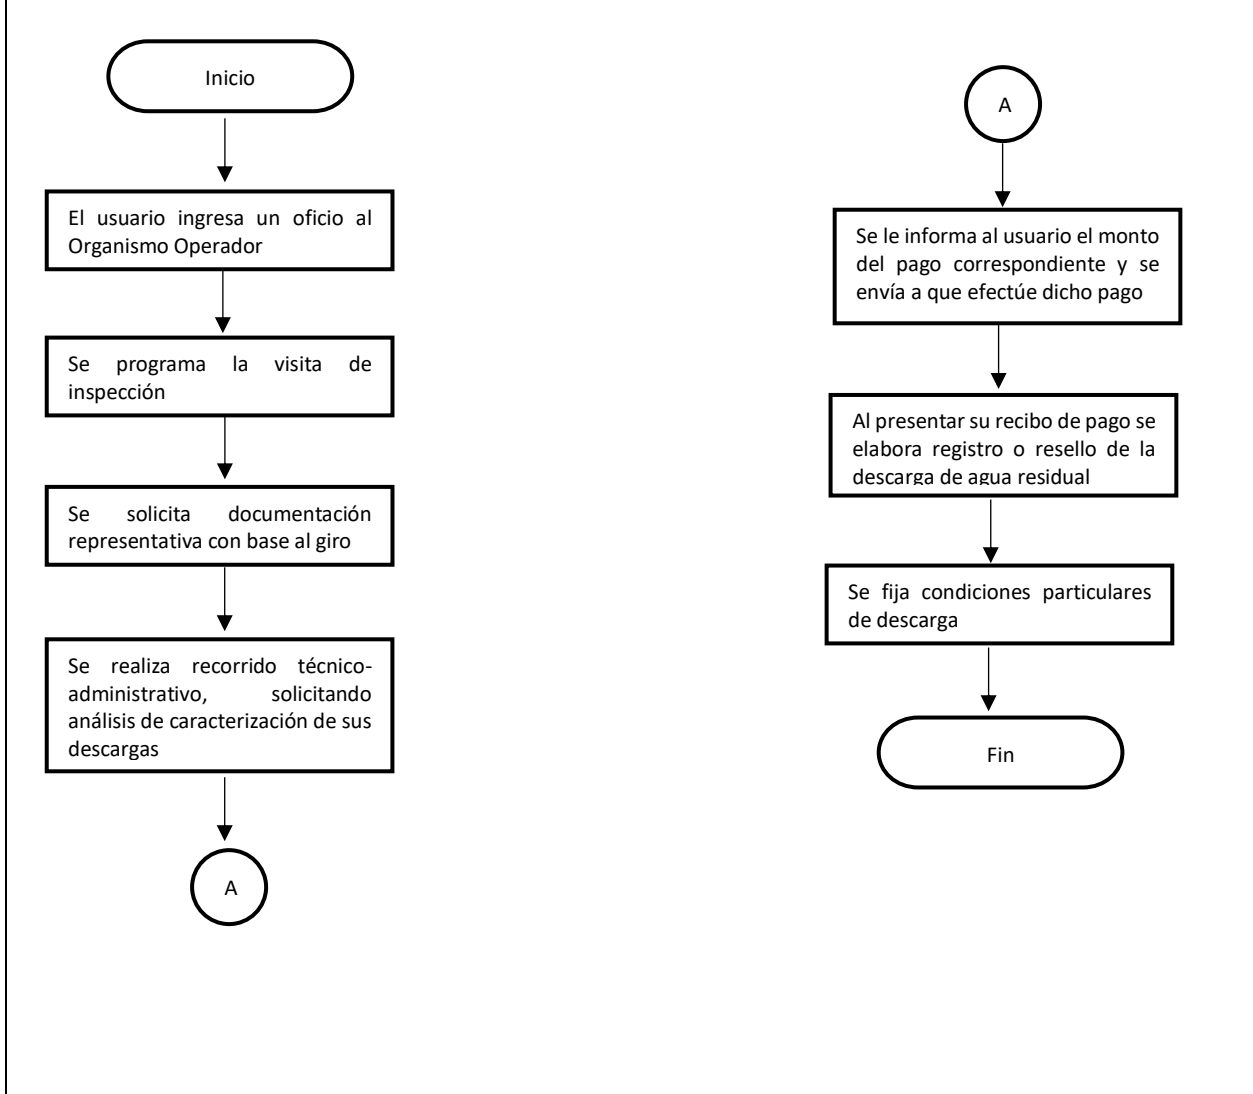 Inicio
El usuario ingresa un oficio al
Organismo Operador
Se programa la visita de
inspección
Se solicita documentación
representativa con base al giro
Se realiza recorrido técnico-
administrativo, solicitando
análisis de caracterización de sus
descargas
A
A
Se le informa al usuario el monto
del pago correspondiente y se
envía a que efectúe dicho pago
Al presentar su recibo de pago se
elabora registro o resello de la
descarga de agua residual
Se fija condiciones particulares
de descarga
Fin